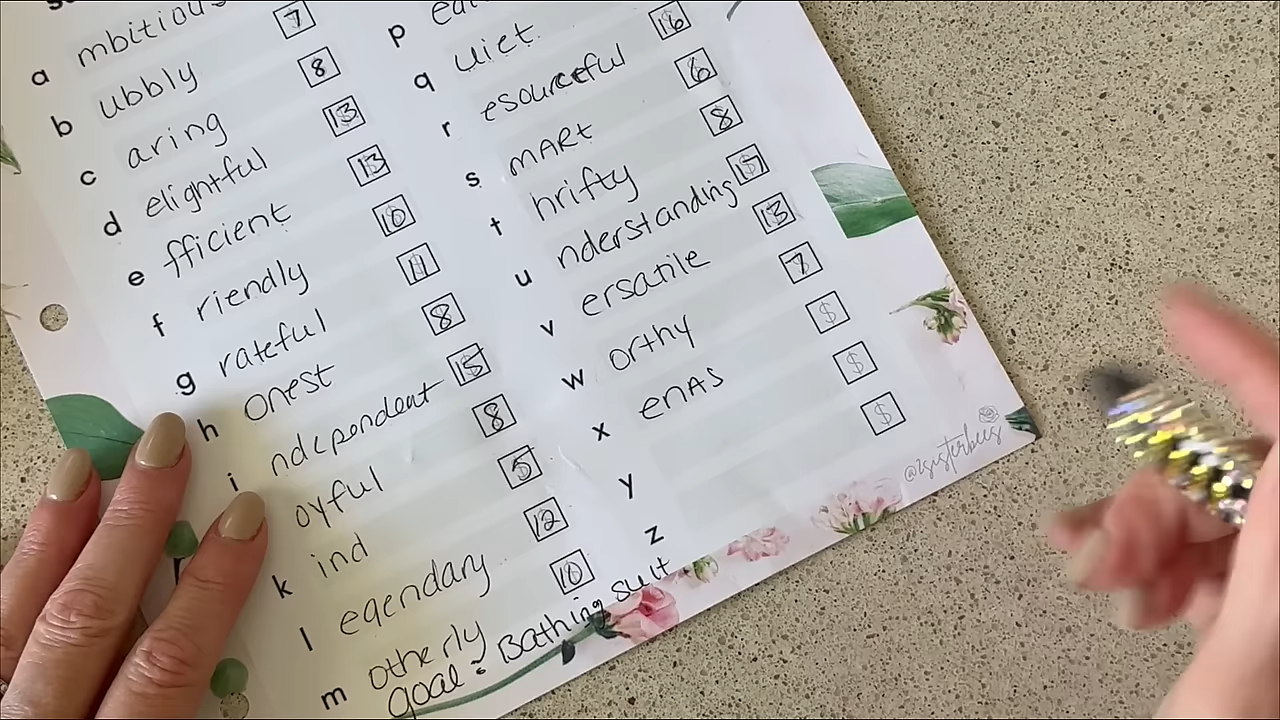 a mbitious
b ubbly 7
c aring 8
d elightful 13
e fficient 13
f riendly 10
g rateful 11
h onest 8
i ndependent 15
j oyful 8
k ind 5
l egendary 12
m otherly 10
p
q uiet
r esourceful 16
s mARt 6
t hrifty 8
u nderstanding 15
v ersatile 13
w orthy 7
x enAs $
y $
z $
goal: Bathing suit
@2sisterbees